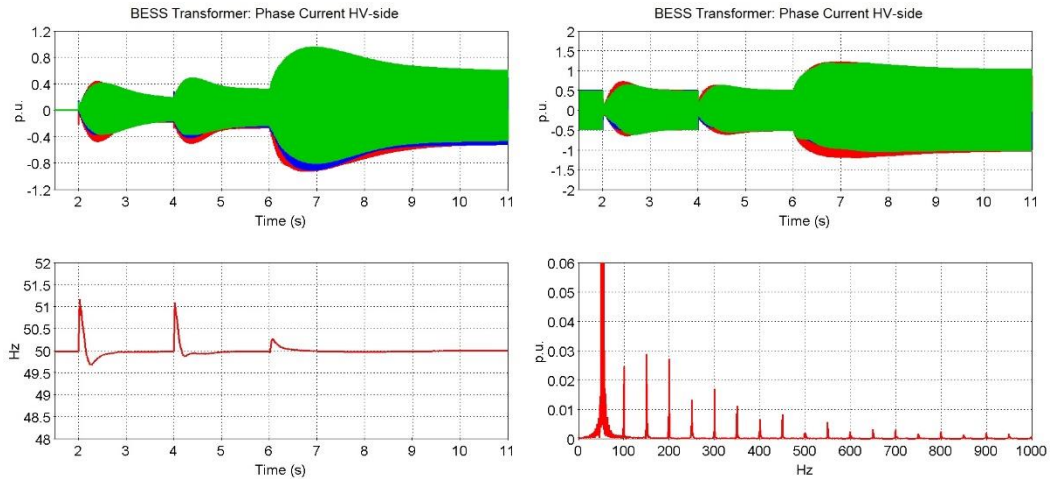 BESS Transformer: Phase Current HV-side
1.2
0.8
0.4
0
-0.4
-0.8
-1.2
p.u.
2 3 4 5 6 7 8 9 10 11
Time (s)
BESS Transformer: Phase Current HV-side
2
1.5
1
0.5
0
-0.5
-1
-1.5
-2
p.u.
2 3 4 5 6 7 8 9 10 11
Time (s)
52
51.5
51
50.5
50
49.5
49
48.5
48
Hz
2 3 4 5 6 7 8 9 10 11
Time (s)
0.06
0.05
0.04
0.03
0.02
0.01
0
p.u.
0 100 200 300 400 500 600 700 800 900 1000
Hz